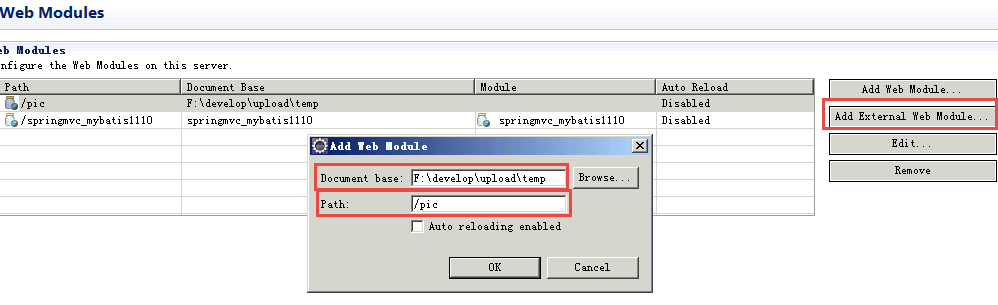 Web Modules
eb Modules
nfigure the Web Modules on this server.
Path Document Base Module Auto Reload
/pic F:\develop\upload\temp Disabled
/springmvc_mybatis1110 springmvc_mybatis1110 springmvc_mybatis1110 Disabled
Add Web Module...
Add External Web Module...
Edit...
Remove
Add Web Module
Document base: F:\develop\upload\temp Browse...
Path: /pic
Auto reloading enabled
OK Cancel